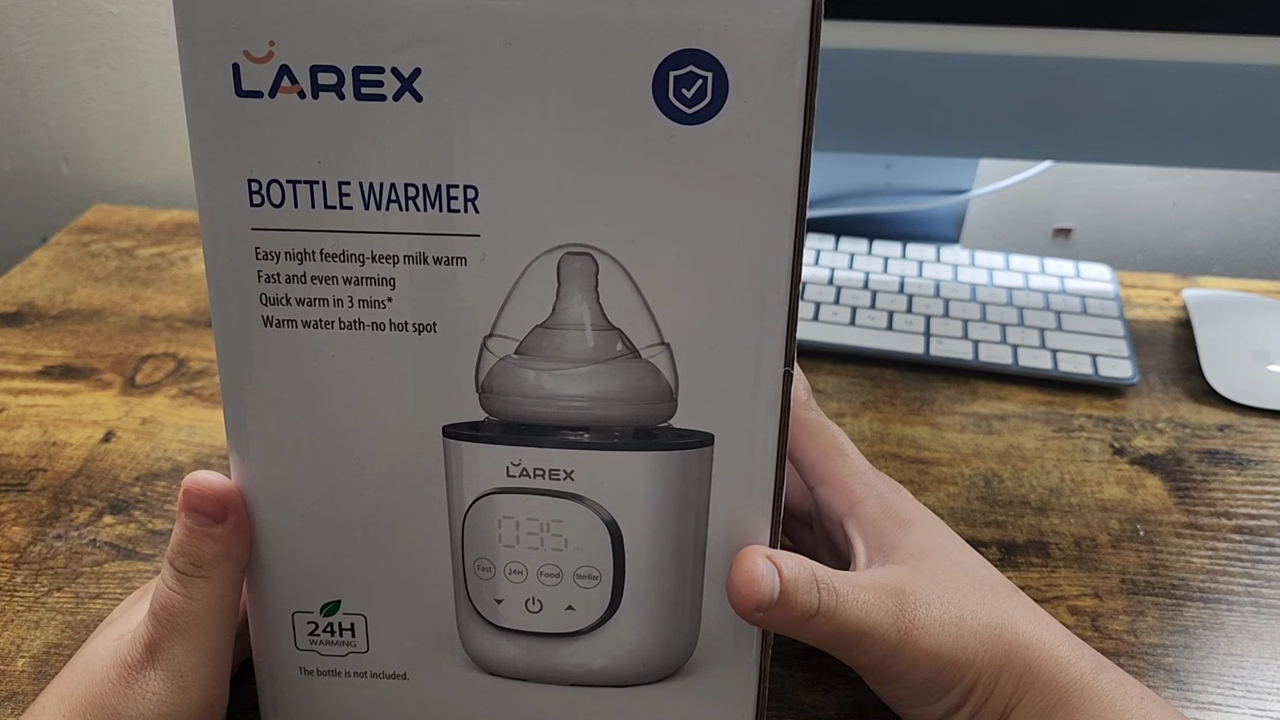 LAREX
BOTTLE WARMER
Easy night feeding-keep milk warm
Fast and even warming
Quick warm in 3 mins*
Warm water bath-no hot spot
LAREX
035
Fast 24H Food Sterilize
24H
WARMING
The bottle is not included.